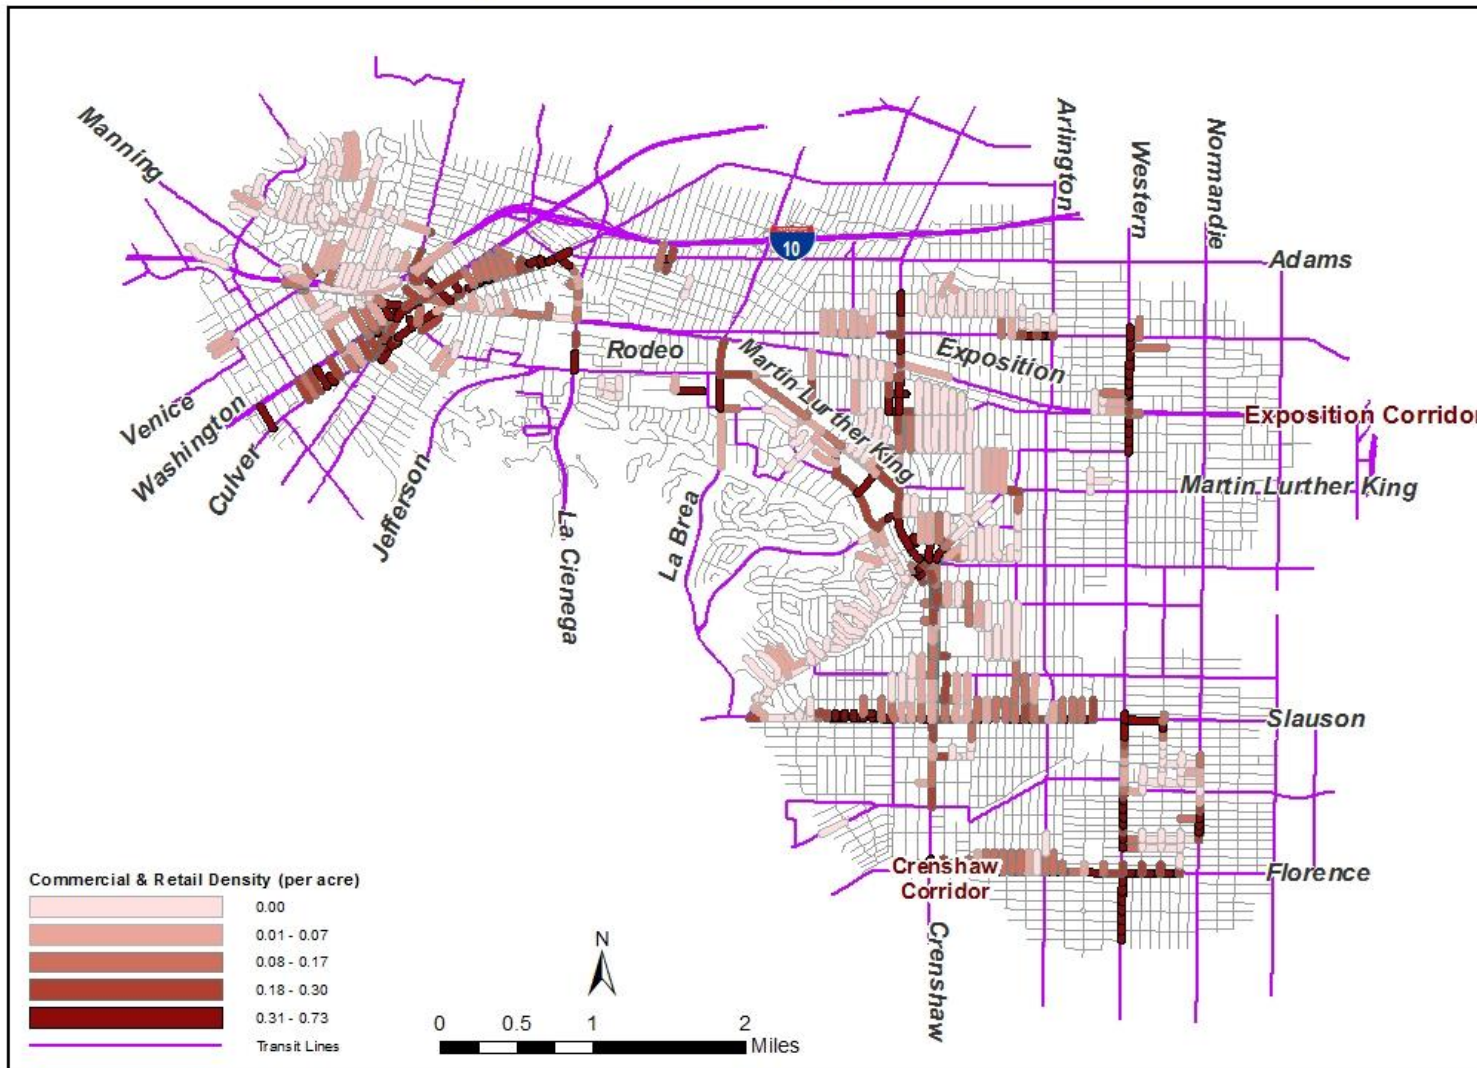 Manning
Arlington
Western
Normandie
10
Adams
Rodeo
Martin Lurther King
Exposition
Exposition Corridor
Venice
Washington
Culver
Jefferson
La Cienega
La Brea
Martin Lurther King
Slauson
Crenshaw
Corridor
Florence
Crenshaw
Commercial & Retail Density (per acre)
0.00
0.01 - 0.07
0.08 - 0.17
0.18 - 0.30
0.31 - 0.73
Transit Lines
N
0 0.5 1 2
Miles